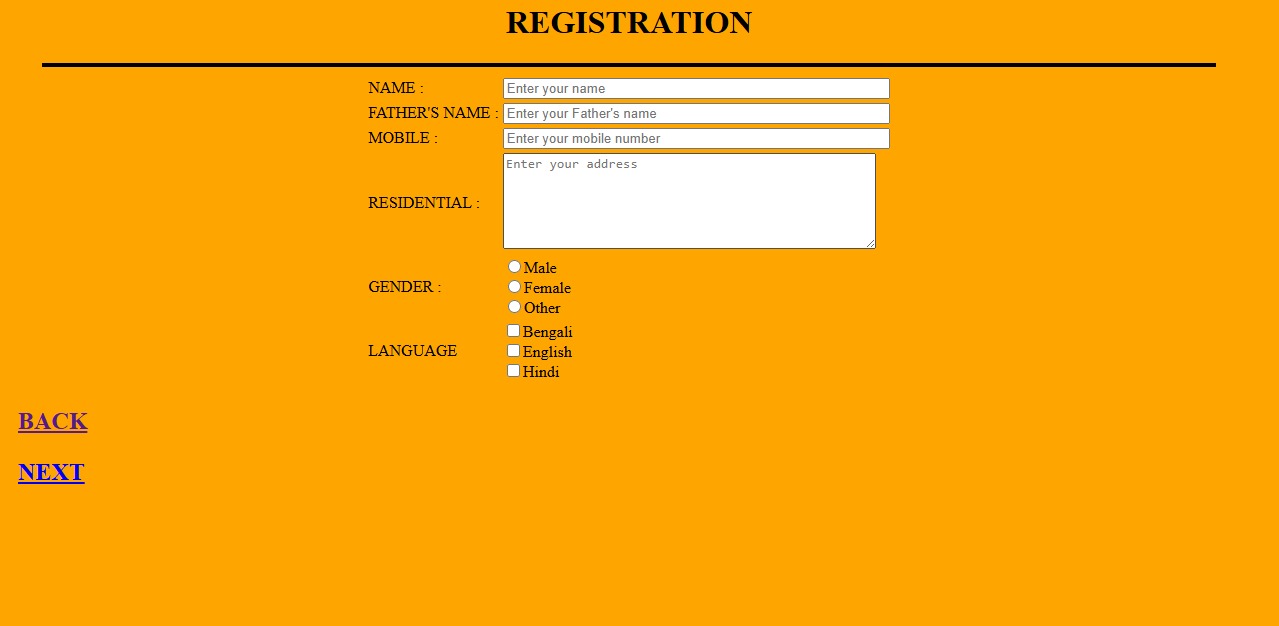 REGISTRATION
NAME : Enter your name
FATHER'S NAME : Enter your Father's name
MOBILE : Enter your mobile number
Enter your address
RESIDENTIAL :
Male
GENDER : Female
Other
Bengali
LANGUAGE English
Hindi
BACK
NEXT